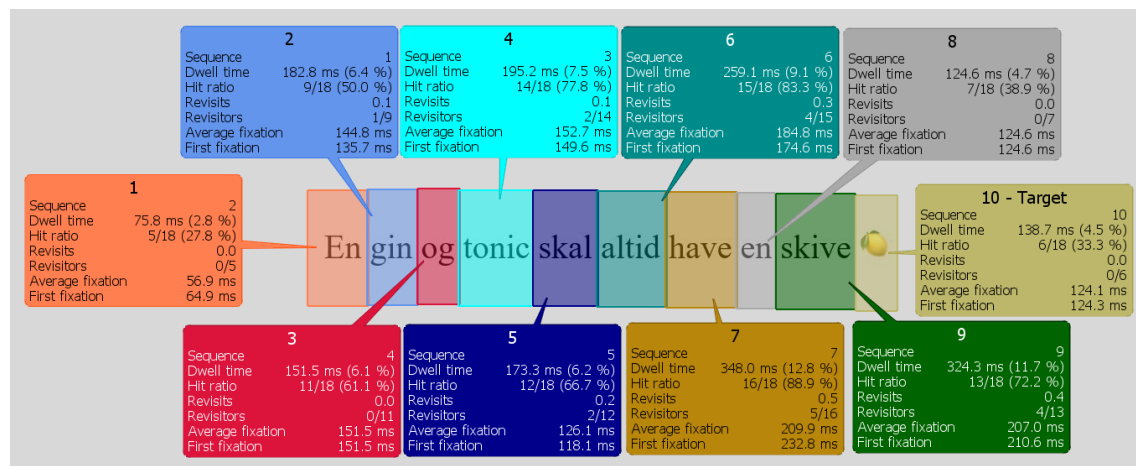 2
Sequence 1
Dwell time 182.8 ms (6.4 %)
Hit ratio 9/18 (50.0 %)
Revisits 0.1
Revisitors 1/9
Average fixation 144.8 ms
First fixation 135.7 ms
4
Sequence 3
Dwell time 195.2 ms (7.5 %)
Hit ratio 14/18 (77.8 %)
Revisits 0.1
Revisitors 2/14
Average fixation 152.7 ms
First fixation 149.6 ms
6
Sequence 6
Dwell time 259.1 ms (9.1 %)
Hit ratio 15/18 (83.3 %)
Revisits 0.3
Revisitors 4/15
Average fixation 184.8 ms
First fixation 174.6 ms
8
Sequence 8
Dwell time 124.6 ms (4.7 %)
Hit ratio 7/18 (38.9 %)
Revisits 0.0
Revisitors 0/7
Average fixation 124.6 ms
First fixation 124.6 ms
1
Sequence 2
Dwell time 75.8 ms (2.8 %)
Hit ratio 5/18 (27.8 %)
Revisits 0.0
Revisitors 0/5
Average fixation 56.9 ms
First fixation 64.9 ms
En gin og tonic skal altid have en skive
10 - Target
Sequence 10
Dwell time 138.7 ms (4.5 %)
Hit ratio 6/18 (33.3 %)
Revisits 0.0
Revisitors 0/6
Average fixation 124.1 ms
First fixation 124.3 ms
3
Sequence 4
Dwell time 151.5 ms (6.1 %)
Hit ratio 11/18 (61.1 %)
Revisits 0.0
Revisitors 0/11
Average fixation 151.5 ms
First fixation 151.5 ms
5
Sequence 5
Dwell time 173.3 ms (6.2 %)
Hit ratio 12/18 (66.7 %)
Revisits 0.2
Revisitors 2/12
Average fixation 126.1 ms
First fixation 118.1 ms
7
Sequence 7
Dwell time 348.0 ms (12.8 %)
Hit ratio 16/18 (88.9 %)
Revisits 0.5
Revisitors 5/16
Average fixation 209.9 ms
First fixation 232.8 ms
9
Sequence 9
Dwell time 324.3 ms (11.7 %)
Hit ratio 13/18 (72.2 %)
Revisits 0.4
Revisitors 4/13
Average fixation 207.0 ms
First fixation 210.6 ms